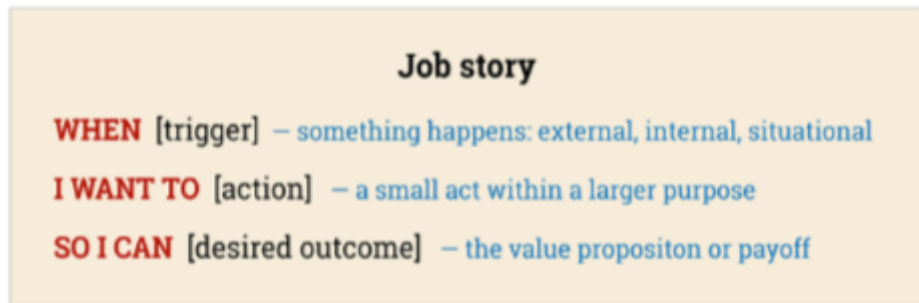 Job story
WHEN [trigger] – something happens: external, internal, situational
I WANT TO [action] – a small act within a larger purpose
SO I CAN [desired outcome] – the value propositon or payoff